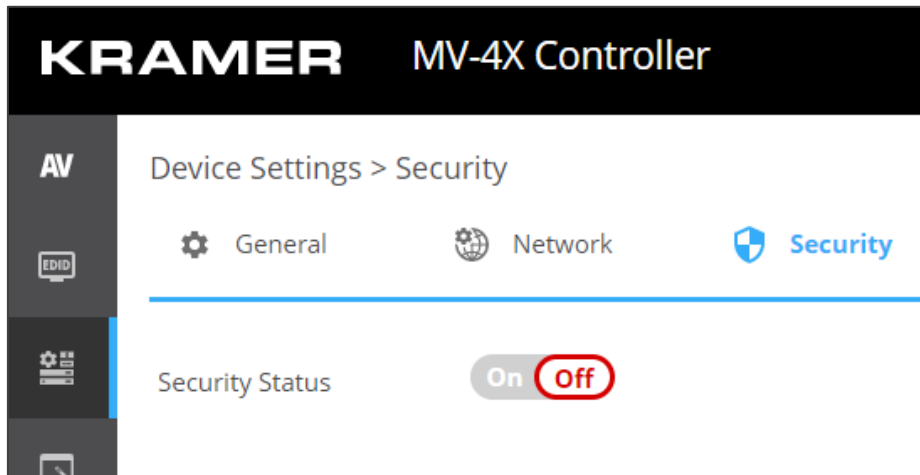 KRAMER MV-4X Controller
AV
Device Settings > Security
General Network Security
EDID
Security Status On Off